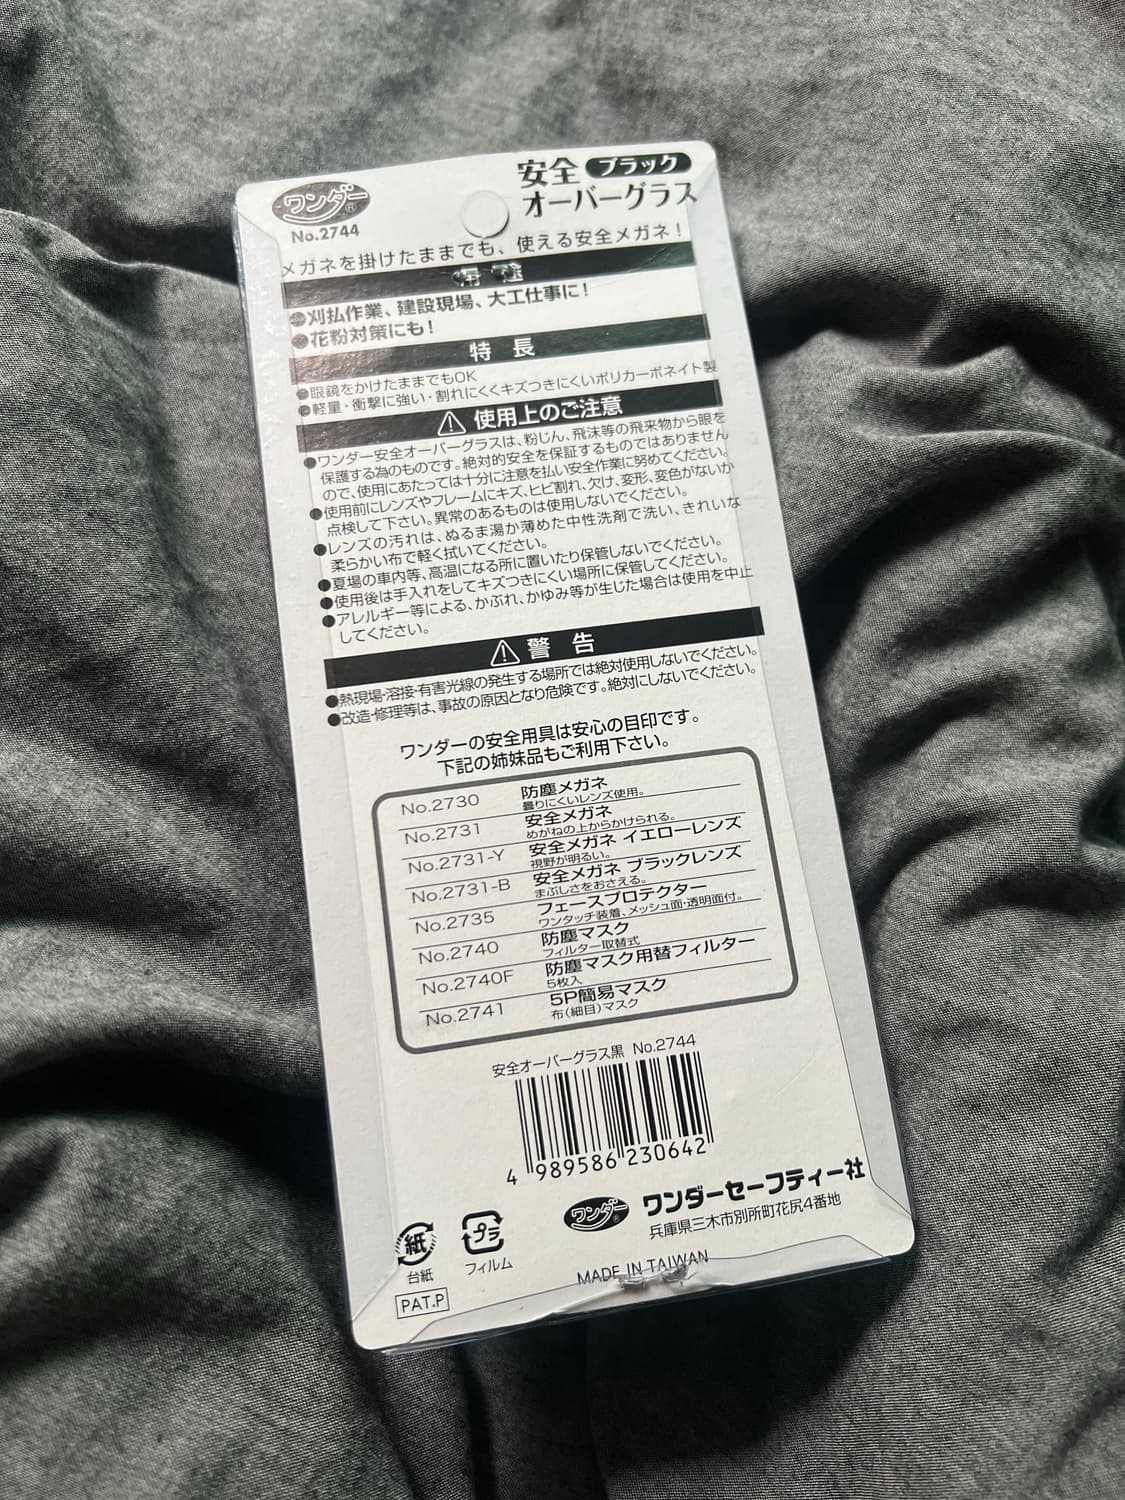 ワンダー®
No.2744
安全 ブラック
オーバーグラス
メガネを掛けたままでも、使える安全メガネ!
●刈払作業、建設現場、大工仕事に!
●花粉対策にも!
特長
●眼鏡をかけたままでもOK
●軽量・衝撃に強い・割れにくくキズつきにくいポリカーボネイト製
⚠使用上のご注意
●ワンダー安全オーバーグラスは、粉じん、飛沫等の飛来物から眼を
保護する為のものです。絶対的安全を保証するものではありません
ので、使用にあたっては十分に注意を払い安全作業に努めてください。
●使用前にレンズやフレームにキズ、ヒビ割れ、欠け、変形、変色がないか
点検して下さい。異常のあるものは使用しないでください。
●レンズの汚れは、ぬるま湯か薄めた中性洗剤で洗い、きれいな
柔らかい布で軽く拭いてください。
●夏場の車内等、高温になる所に置いたり保管しないでください。
●使用後は手入れをしてキズつきにくい場所に保管してください。
●アレルギー等による、かぶれ、かゆみ等が生じた場合は使用を中止
してください。
⚠警告
●熱現場・溶接・有害光線の発生する場所では絶対使用しないでください。
●改造・修理等は、事故の原因となり危険です。絶対にしないでください。
ワンダーの安全用具は安心の目印です。
下記の姉妹品もご利用下さい。
No.2730 防塵メガネ
曇りにくいレンズ使用。
No.2731 安全メガネ
めがねの上からかけられる。
No.2731-Y 安全メガネ イエローレンズ
視野が明るい。
No.2731-B 安全メガネ ブラックレンズ
まぶしさをおさえる。
No.2735 フェースプロテクター
ワンタッチ装着、メッシュ面・透明面付。
No.2740 防塵マスク
フィルター取替式
No.2740F 防塵マスク用替フィルター
5枚入
No.2741 5P簡易マスク
布(細目)マスク
安全オーバーグラス黒 No.2744
4 989586 230642
ワンダー® ワンダーセーフティー社
兵庫県三木市別所町花尻4番地
紙
台紙
プラ
フィルム
MADE IN TAIWAN
PAT.P